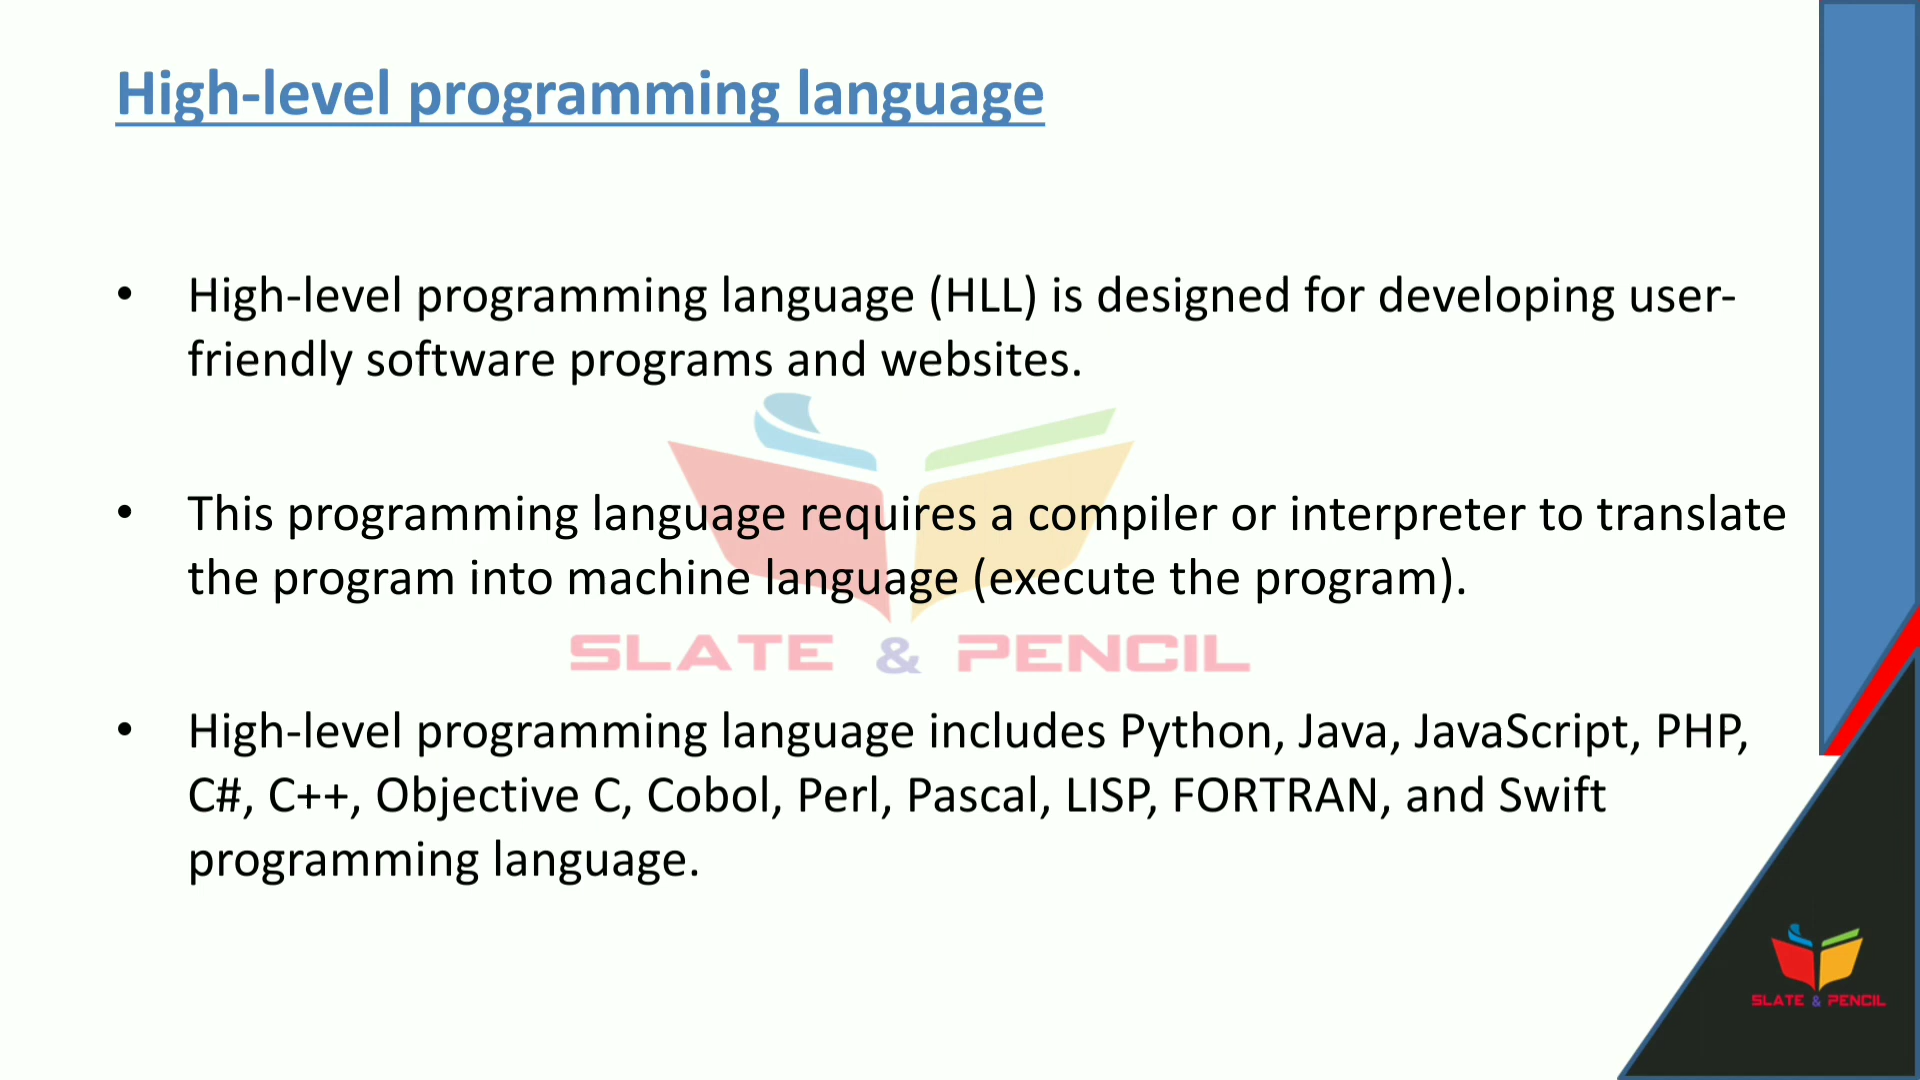 High-level programming language
• High-level programming language (HLL) is designed for developing user-
friendly software programs and websites.
• This programming language requires a compiler or interpreter to translate
the program into machine language (execute the program).
SLATE & PENCIL
• High-level programming language includes Python, Java, JavaScript, PHP,
C#, C++, Objective C, Cobol, Perl, Pascal, LISP, FORTRAN, and Swift
programming language.
SLATE & PENCIL